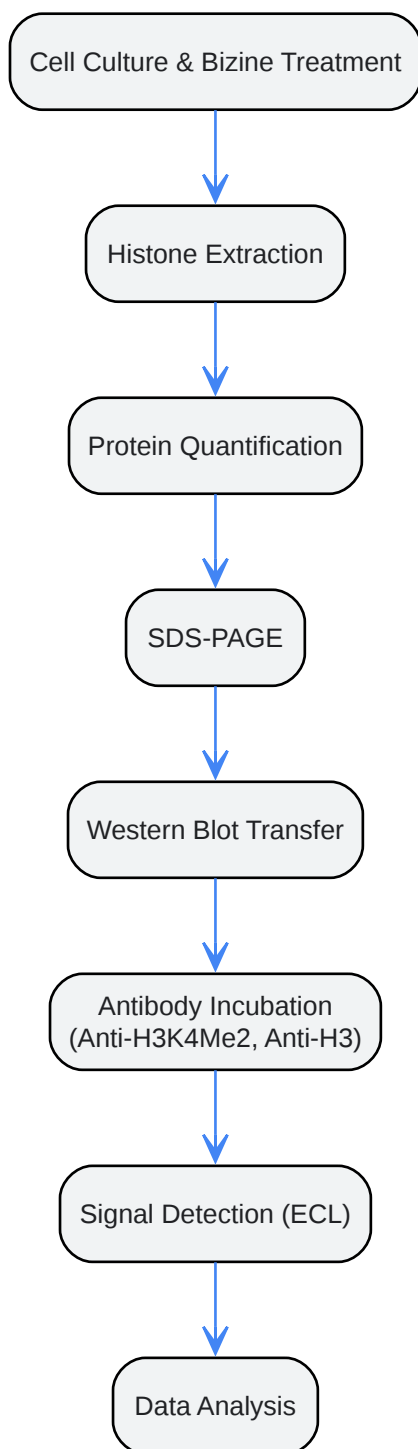 Cell Culture & Bizine Treatment
Histone Extraction
Protein Quantification
SDS-PAGE
Western Blot Transfer
Antibody Incubation
(Anti-H3K4Me2, Anti-H3)
Signal Detection (ECL)
Data Analysis